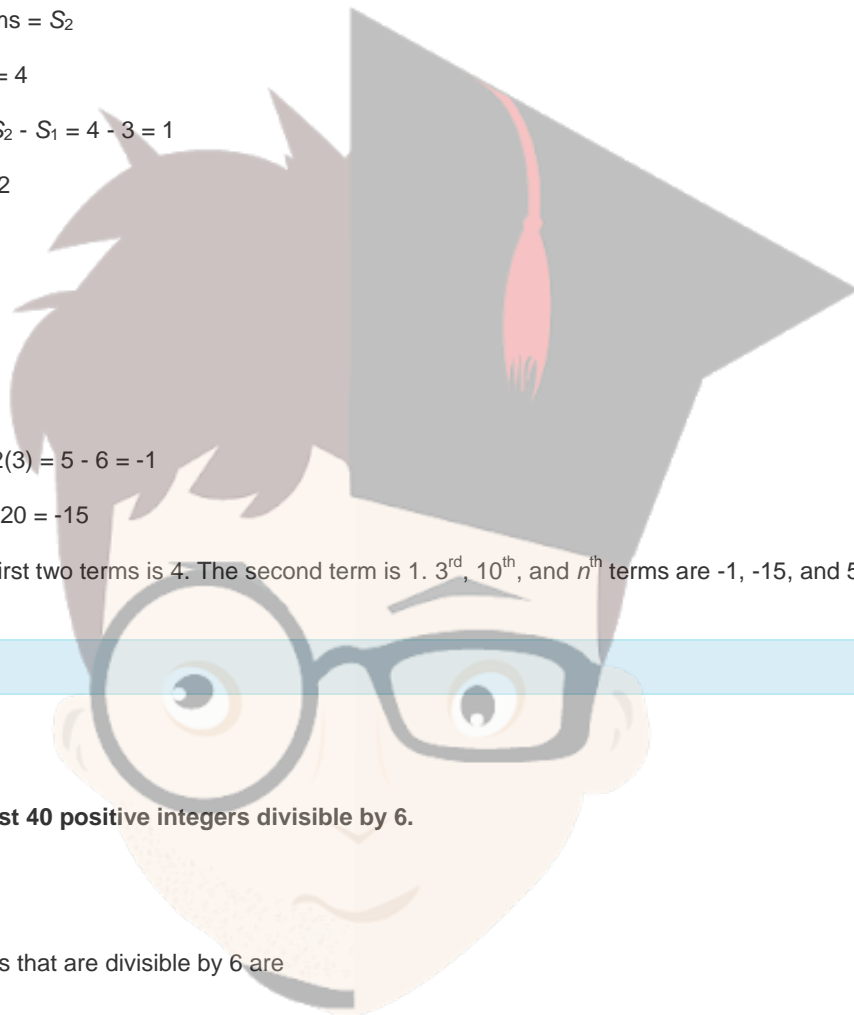 ns = S₂
= 4
S₂ - S₁ = 4 - 3 = 1
2
2(3) = 5 - 6 = -1
20 = -15
irst two terms is 4. The second term is 1. 3ʳᵈ, 10ᵗʰ, and nᵗʰ terms are -1, -15, and 5
st 40 positive integers divisible by 6.
s that are divisible by 6 are